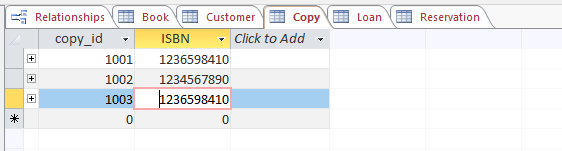 Relationships Book Customer Copy Loan Reservation
copy_id ISBN Click to Add
1001 1236598410
1002 1234567890
1003 1236598410
0 0